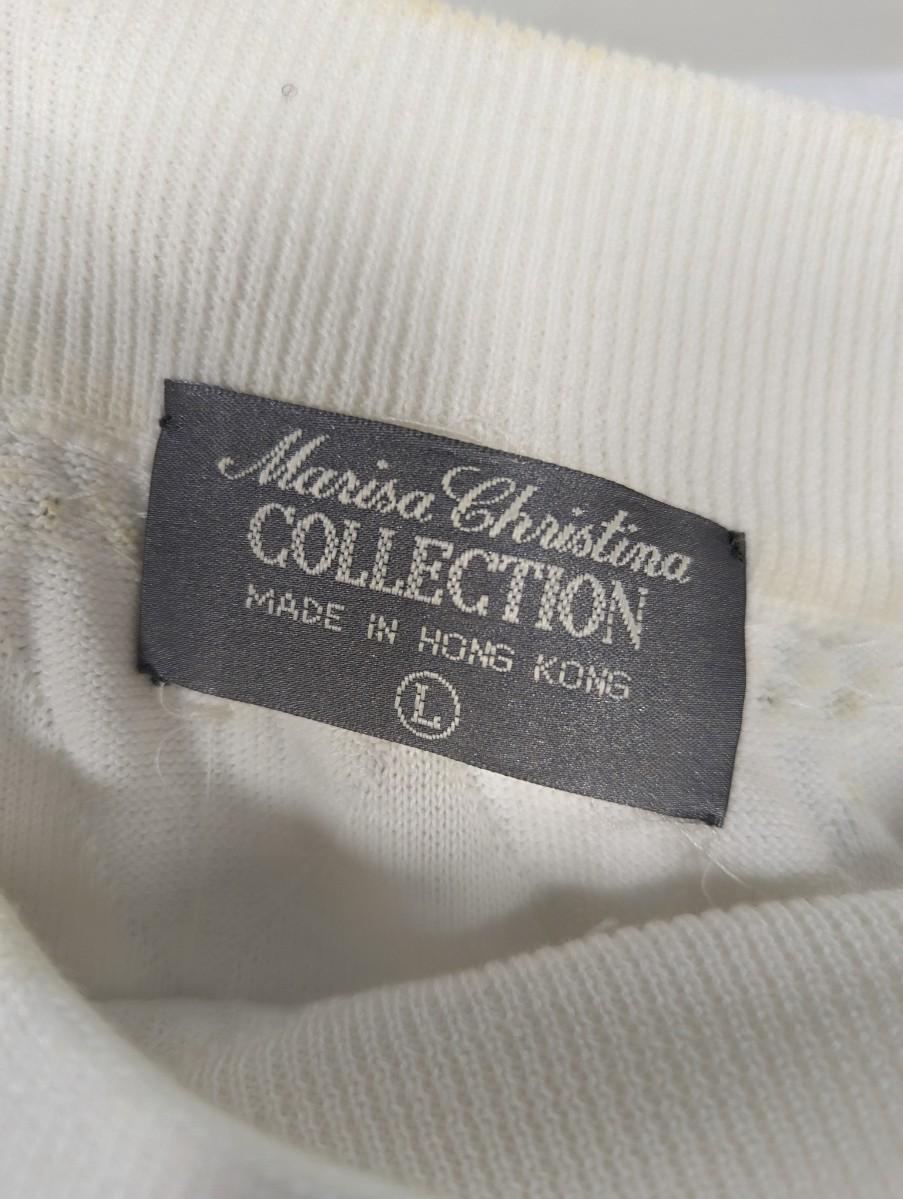 Marisa Christina
COLLECTION
MADE IN HONG KONG
L